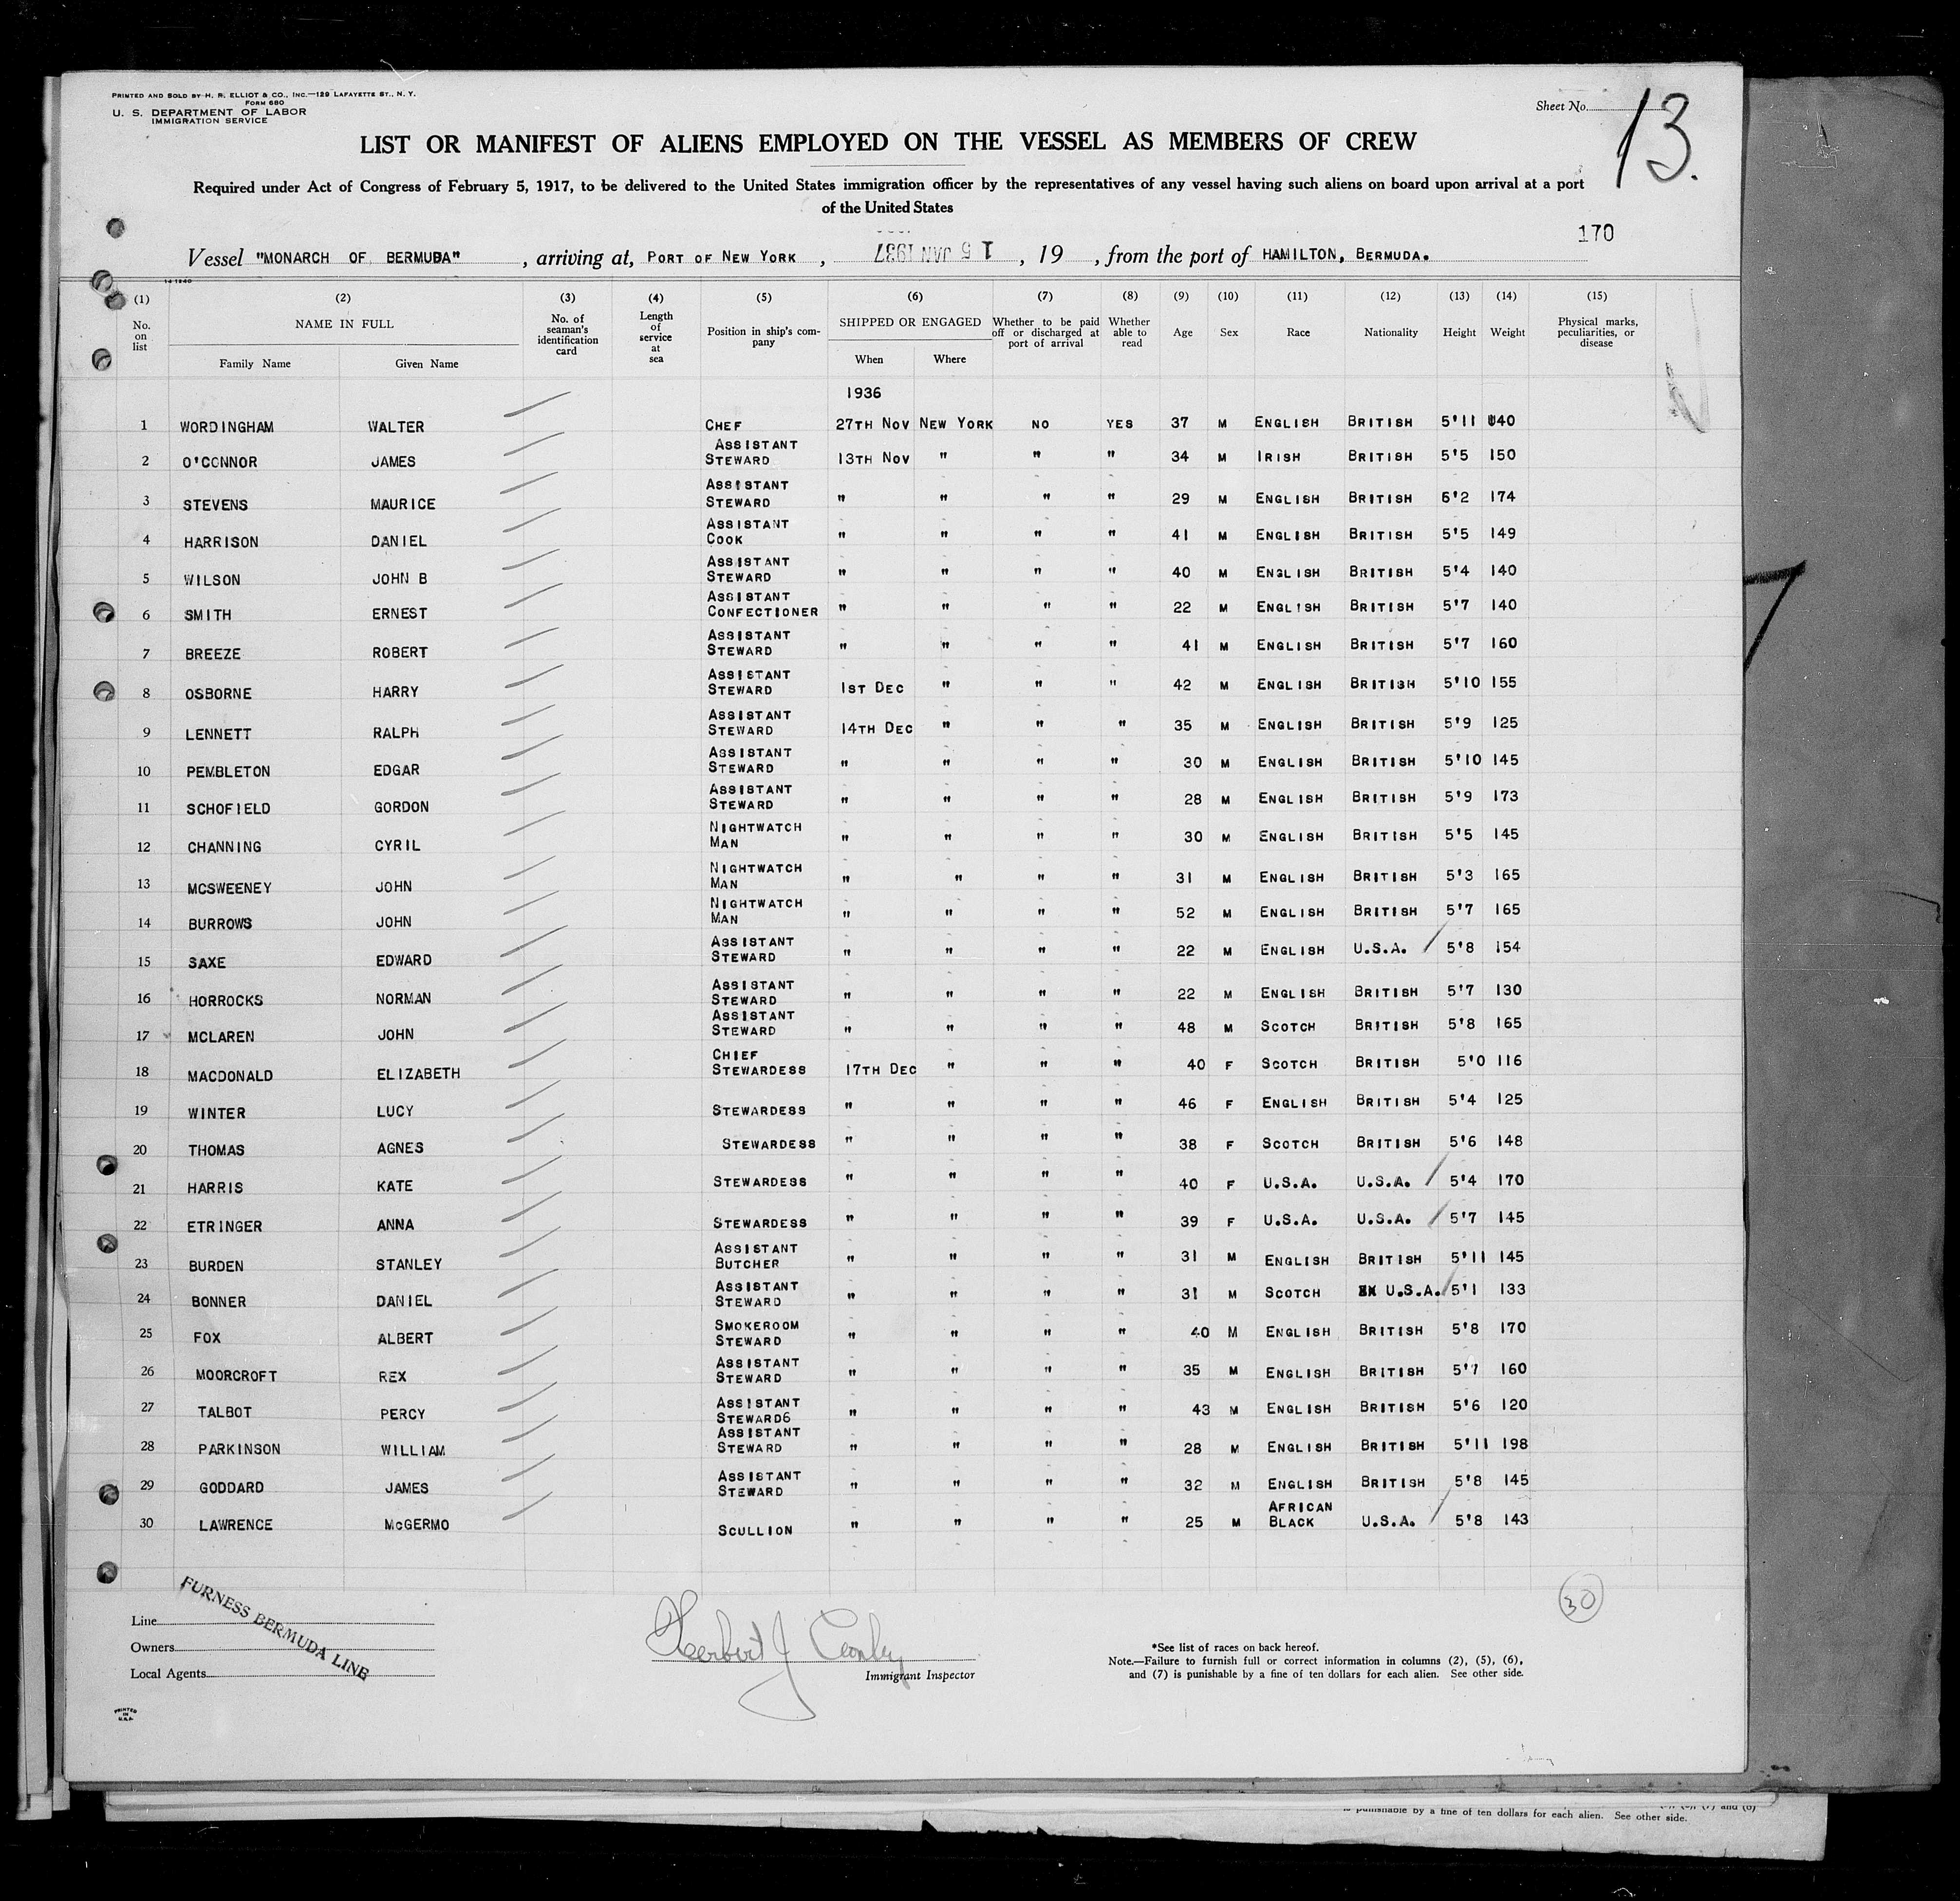 PRINTED AND SOLD BY H. R. ELLIOT & CO., INC.—129 LAFAYETTE ST., N. Y.
FORM 680
U. S. DEPARTMENT OF LABOR
IMMIGRATION SERVICE
Sheet No. 13.
LIST OR MANIFEST OF ALIENS EMPLOYED ON THE VESSEL AS MEMBERS OF CREW
Required under Act of Congress of February 5, 1917, to be delivered to the United States immigration officer by the representatives of any vessel having such aliens on board upon arrival at a port
of the United States
170
Vessel "MONARCH OF BERMUDA", arriving at, PORT OF NEW YORK, 15 JAN 1937, 19 , from the port of HAMILTON, BERMUDA.
14-1240
(1) (2) (3) (4) (5) (6) (7) (8) (9) (10) (11) (12) (13) (14) (15)
No. on list NAME IN FULL Family Name Given Name No. of seaman's identification card Length of service at sea Position in ship's company SHIPPED OR ENGAGED When Where Whether to be paid off or discharged at port of arrival Whether able to read Age Sex Race Nationality Height Weight Physical marks, peculiarities, or disease
1936
1 WORDINGHAM WALTER CHEF 27TH NOV NEW YORK NO YES 37 M ENGLISH BRITISH 5'11 140
2 O'CONNOR JAMES ASSISTANT STEWARD 13TH NOV " " " 34 M IRISH BRITISH 5'5 150
3 STEVENS MAURICE ASSISTANT STEWARD " " " " 29 M ENGLISH BRITISH 6'2 174
4 HARRISON DANIEL ASSISTANT COOK " " " " 41 M ENGLISH BRITISH 5'5 149
5 WILSON JOHN B ASSISTANT STEWARD " " " " 40 M ENGLISH BRITISH 5'4 140
6 SMITH ERNEST ASSISTANT CONFECTIONER " " " " 22 M ENGLISH BRITISH 5'7 140
7 BREEZE ROBERT ASSISTANT STEWARD " " " " 41 M ENGLISH BRITISH 5'7 160
8 OSBORNE HARRY ASSISTANT STEWARD 1ST DEC " " " 42 M ENGLISH BRITISH 5'10 155
9 LENNETT RALPH ASSISTANT STEWARD 14TH DEC " " " 35 M ENGLISH BRITISH 5'9 125
10 PEMBLETON EDGAR ASSISTANT STEWARD " " " " 30 M ENGLISH BRITISH 5'10 145
11 SCHOFIELD GORDON ASSISTANT STEWARD " " " " 28 M ENGLISH BRITISH 5'9 173
12 CHANNING CYRIL NIGHTWATCH MAN " " " " 30 M ENGLISH BRITISH 5'5 145
13 MCSWEENEY JOHN NIGHTWATCH MAN " " " " 31 M ENGLISH BRITISH 5'3 165
14 BURROWS JOHN NIGHTWATCH MAN " " " " 52 M ENGLISH BRITISH 5'7 165
15 SAXE EDWARD ASSISTANT STEWARD " " " " 22 M ENGLISH U.S.A. 5'8 154
16 HORROCKS NORMAN ASSISTANT STEWARD " " " " 22 M ENGLISH BRITISH 5'7 130
17 MCLAREN JOHN ASSISTANT STEWARD " " " " 48 M SCOTCH BRITISH 5'8 165
18 MACDONALD ELIZABETH CHIEF STEWARDESS 17TH DEC " " " 40 F SCOTCH BRITISH 5'0 116
19 WINTER LUCY STEWARDESS " " " " 46 F ENGLISH BRITISH 5'4 125
20 THOMAS AGNES STEWARDESS " " " " 38 F SCOTCH BRITISH 5'6 148
21 HARRIS KATE STEWARDESS " " " " 40 F U.S.A. U.S.A. 5'4 170
22 ETRINGER ANNA STEWARDESS " " " " 39 F U.S.A. U.S.A. 5'7 145
23 BURDEN STANLEY ASSISTANT BUTCHER " " " " 31 M ENGLISH BRITISH 5'11 145
24 BONNER DANIEL ASSISTANT STEWARD " " " " 31 M SCOTCH U.S.A. 5'1 133
25 FOX ALBERT SMOKEROOM STEWARD " " " " 40 M ENGLISH BRITISH 5'8 170
26 MOORCROFT REX ASSISTANT STEWARD " " " " 35 M ENGLISH BRITISH 5'7 160
27 TALBOT PERCY ASSISTANT STEWARD6 " " " " 43 M ENGLISH BRITISH 5'6 120
28 PARKINSON WILLIAM ASSISTANT STEWARD " " " " 28 M ENGLISH BRITISH 5'11 198
29 GODDARD JAMES ASSISTANT STEWARD " " " " 32 M ENGLISH BRITISH 5'8 145
30 LAWRENCE McGERMO SCULLION " " " " 25 M AFRICAN BLACK U.S.A. 5'8 143
30
Line
Owners
Local Agents
FURNESS BERMUDA LINE
Herbert J
Immigrant Inspector
*See list of races on back hereof.
Note.—Failure to furnish full or correct information in columns (2), (5), (6),
and (7) is punishable by a fine of ten dollars for each alien. See other side.
PRINTED
IN
U.S.A.
is punishable by a fine of ten dollars for each alien. See other side.